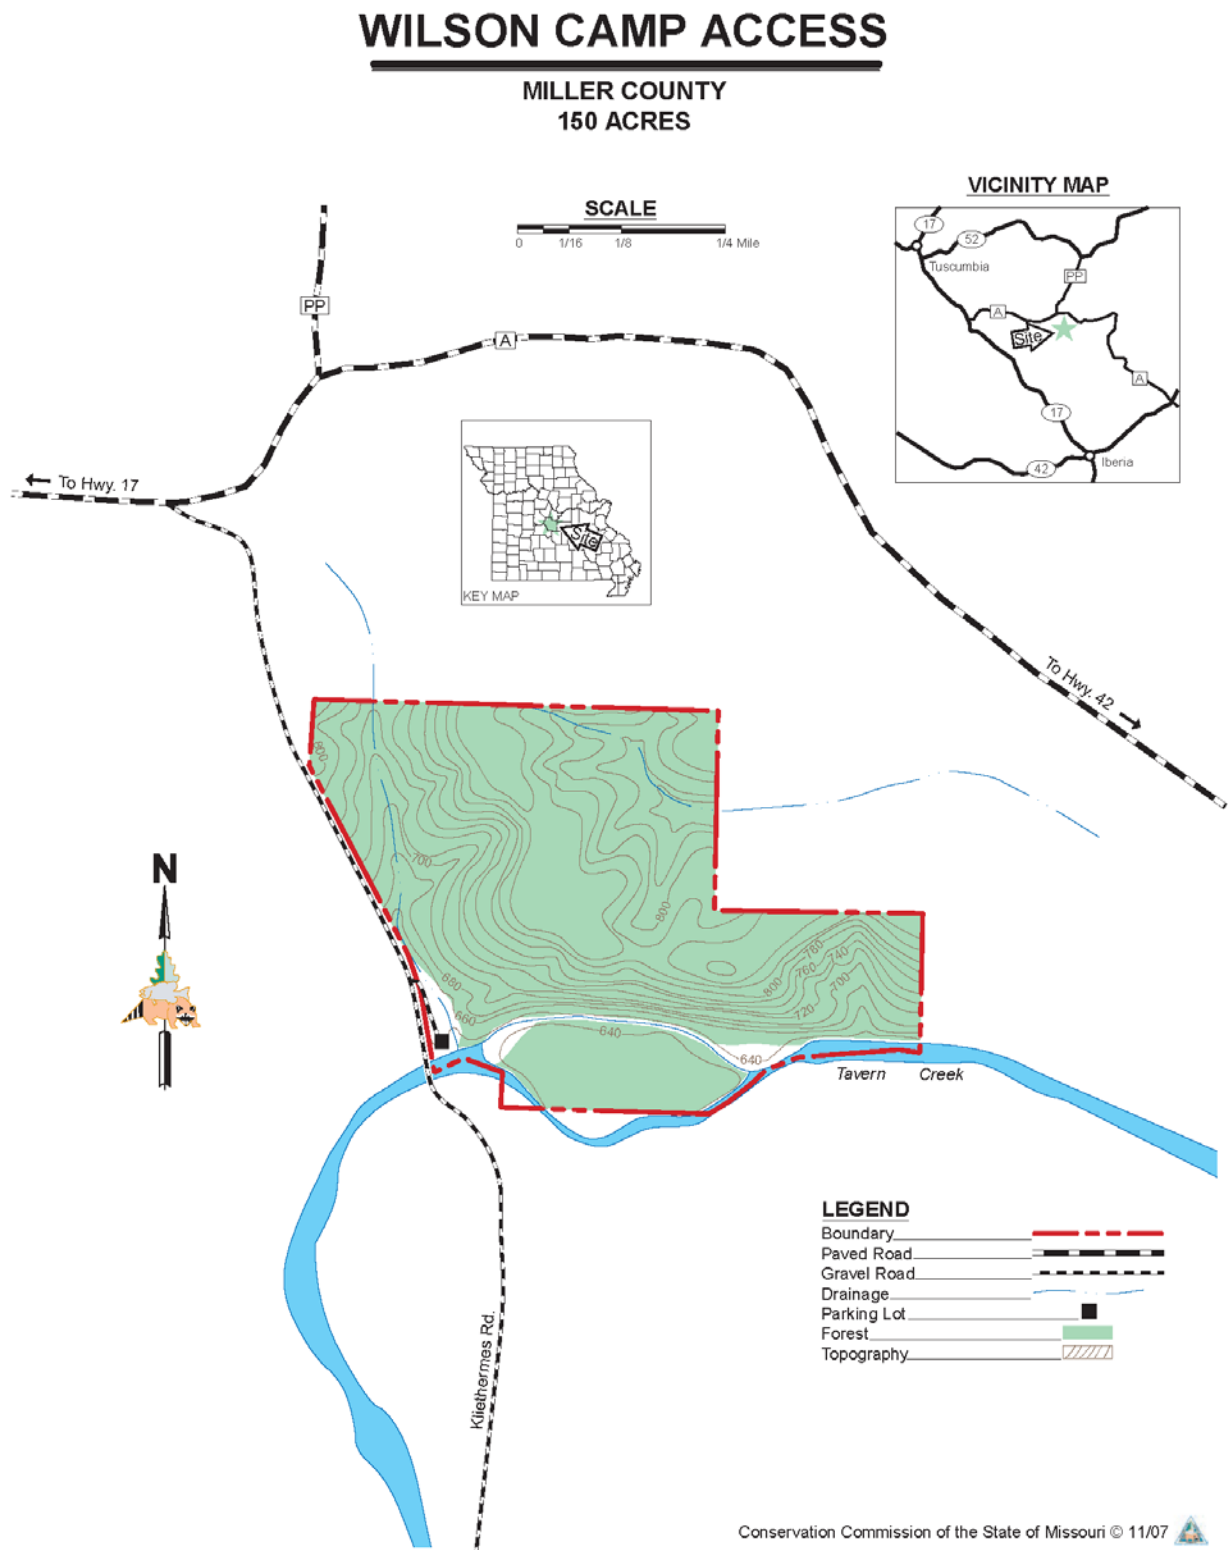 WILSON CAMP ACCESS
MILLER COUNTY
150 ACRES
VICINITY MAP
17
52
Tuscumbia
PP
A
Site
A
17
42
Iberia
SCALE
0 1/16 1/8 1/4 Mile
PP
A
To Hwy. 17
Site
KEY MAP
To Hwy. 42
800
700
800
780
740
760
800
700
720
680
660
640
640
N
Tavern Creek
Kliethermes Rd.
LEGEND
Boundary
Paved Road
Gravel Road
Drainage
Parking Lot
Forest
Topography
Conservation Commission of the State of Missouri © 11/07